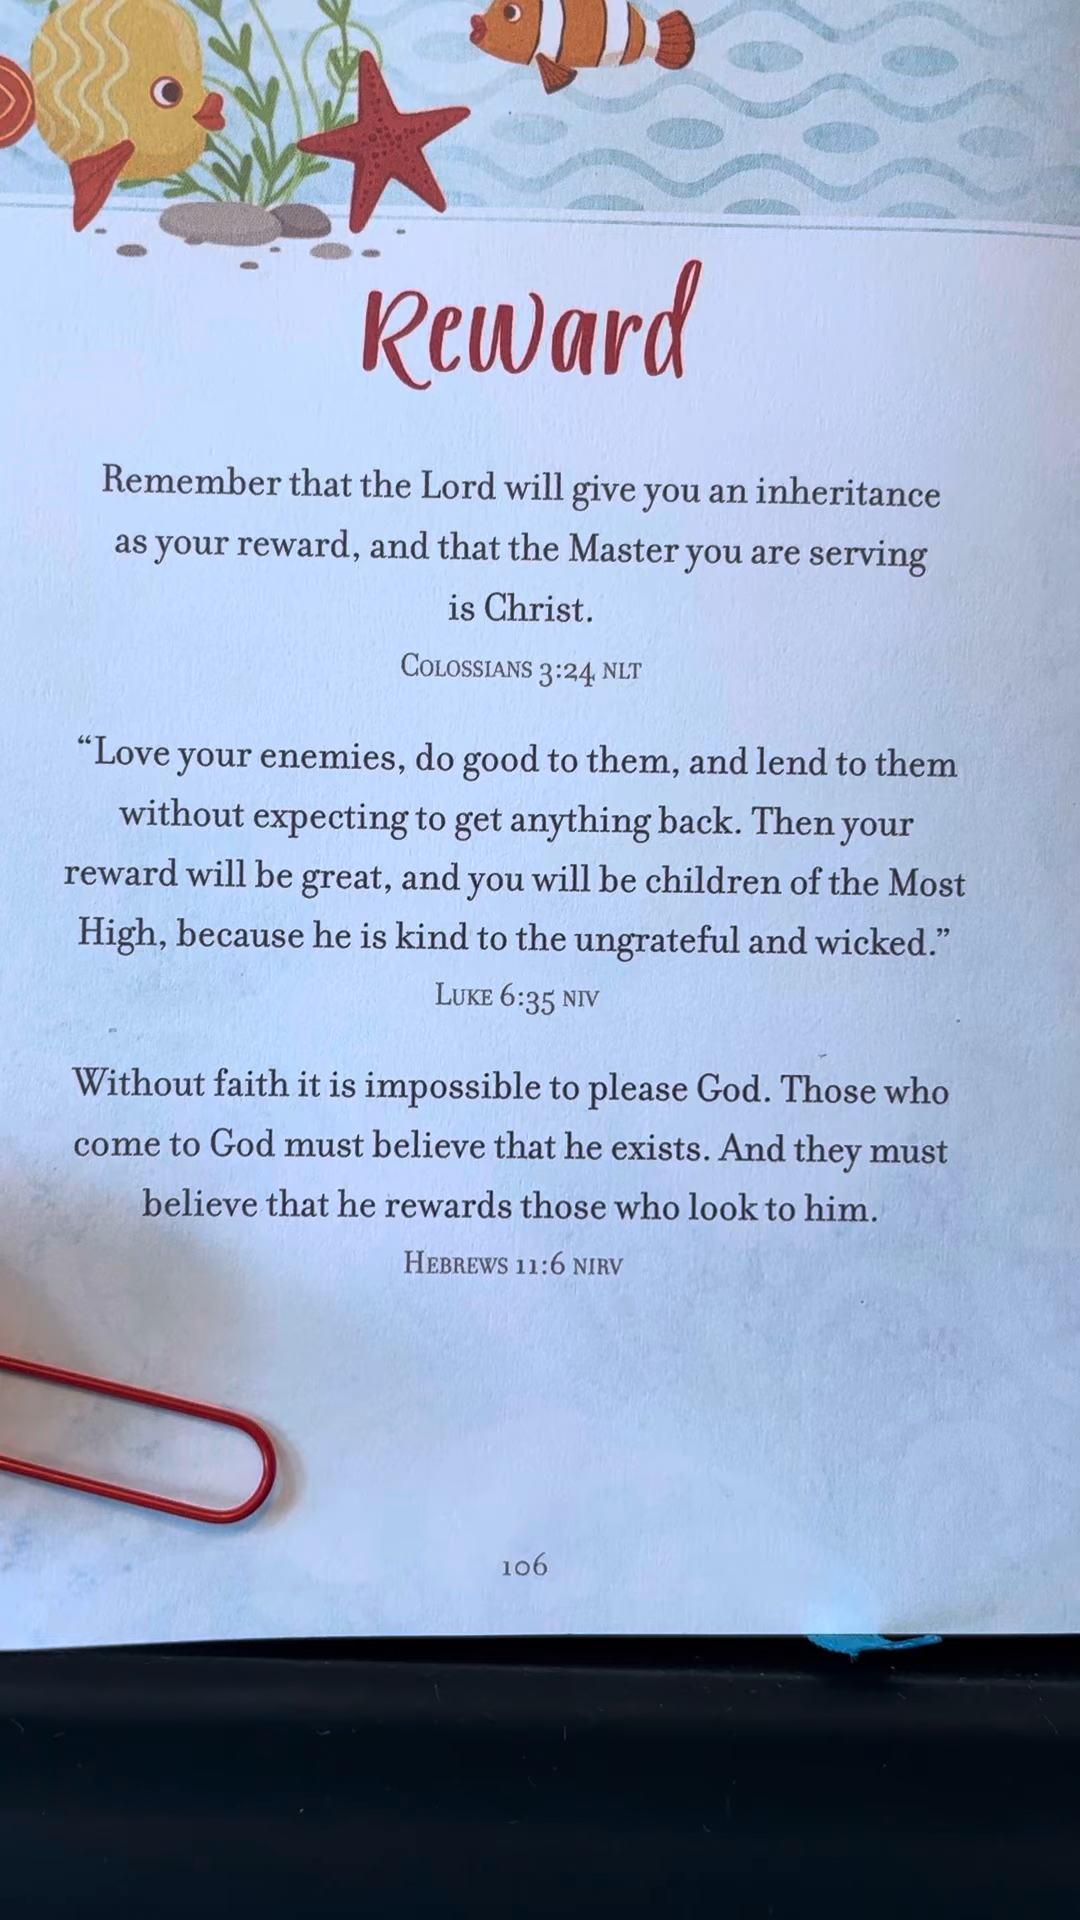 Reward
Remember that the Lord will give you an inheritance
as your reward, and that the Master you are serving
is Christ.
COLOSSIANS 3:24 NLT
“Love your enemies, do good to them, and lend to them
without expecting to get anything back. Then your
reward will be great, and you will be children of the Most
High, because he is kind to the ungrateful and wicked.”
LUKE 6:35 NIV
Without faith it is impossible to please God. Those who
come to God must believe that he exists. And they must
believe that he rewards those who look to him.
HEBREWS 11:6 NIRV
106